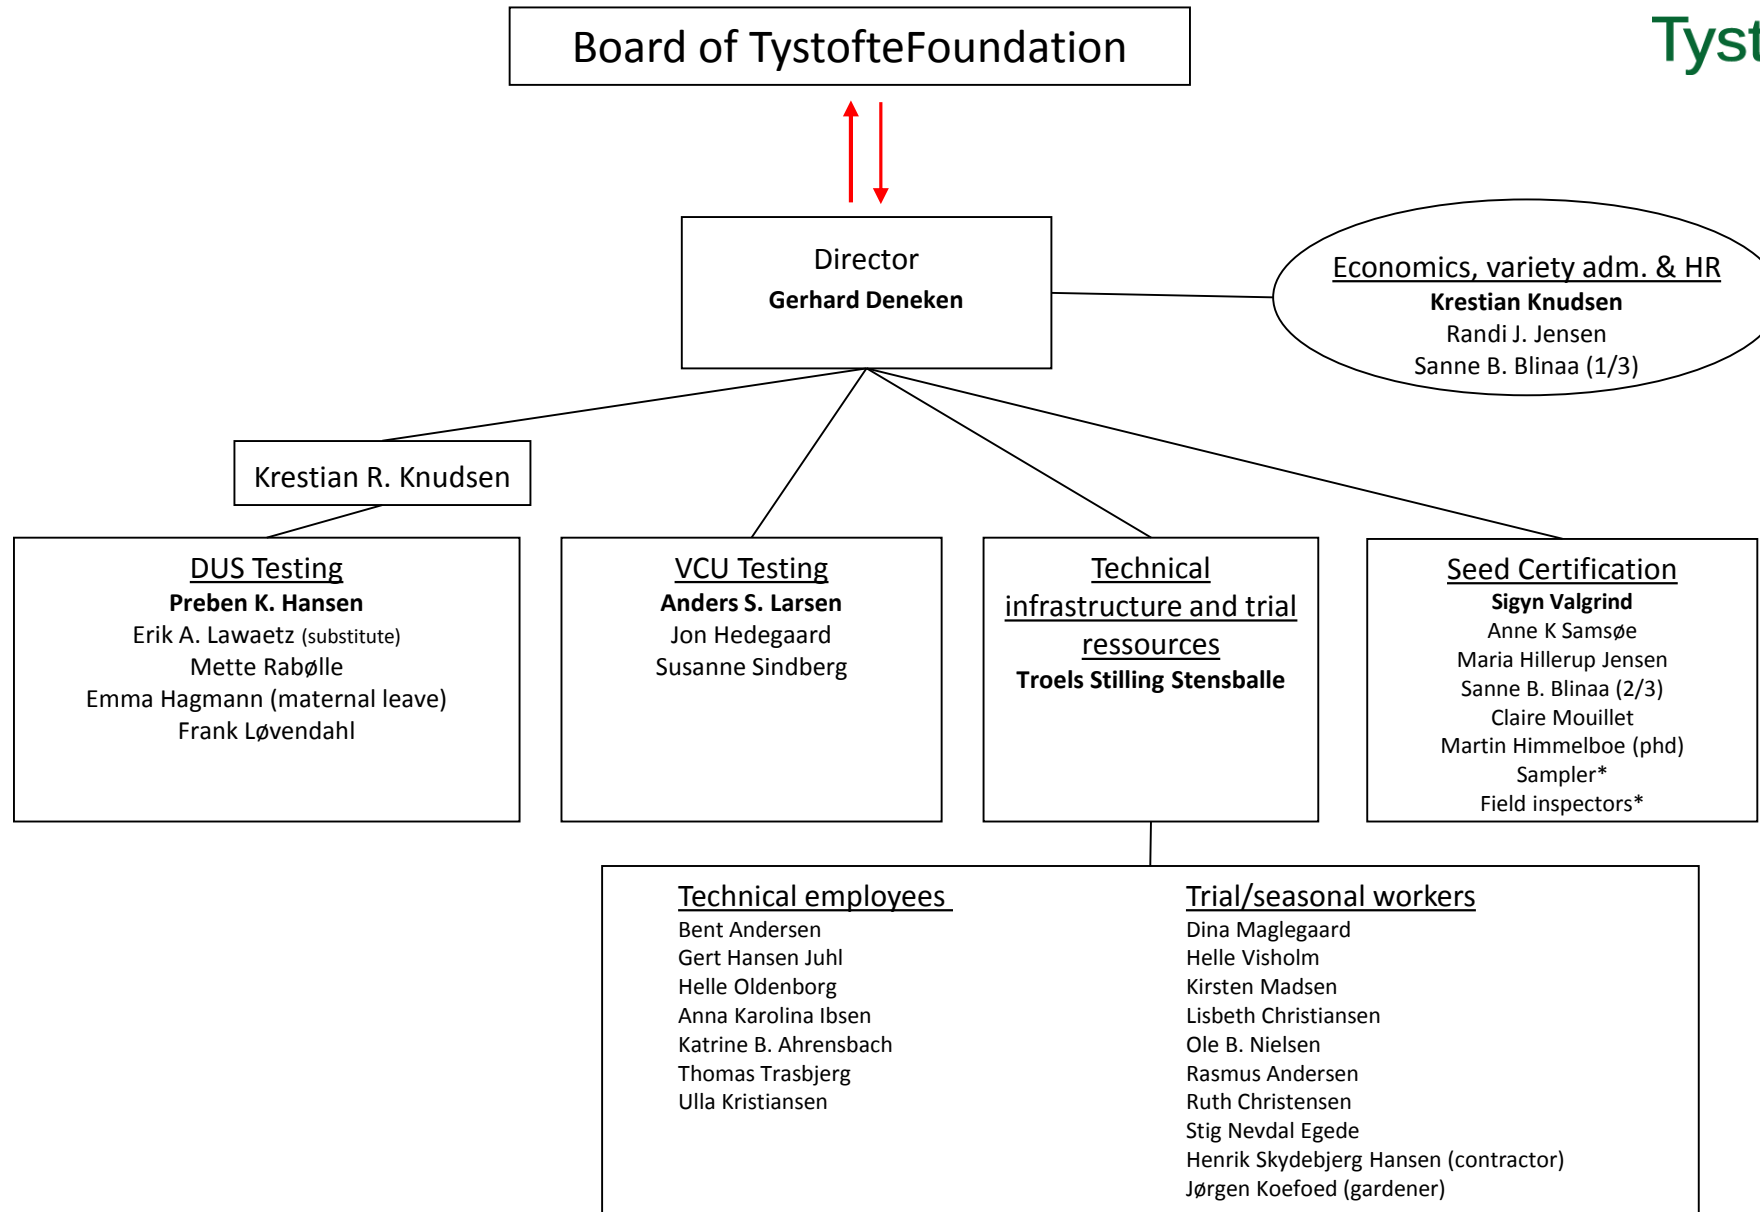 Board of TystofteFoundation
Tyst
Director
Gerhard Deneken
Economics, variety adm. & HR
Krestian Knudsen
Randi J. Jensen
Sanne B. Blinaa (1/3)
Krestian R. Knudsen
DUS Testing
Preben K. Hansen
Erik A. Lawaetz (substitute)
Mette Rabølle
Emma Hagmann (maternal leave)
Frank Løvendahl
VCU Testing
Anders S. Larsen
Jon Hedegaard
Susanne Sindberg
Technical
infrastructure and trial
ressources
Troels Stilling Stensballe
Seed Certification
Sigyn Valgrind
Anne K Samsøe
Maria Hillerup Jensen
Sanne B. Blinaa (2/3)
Claire Mouillet
Martin Himmelboe (phd)
Sampler*
Field inspectors*
Technical employees
Bent Andersen
Gert Hansen Juhl
Helle Oldenborg
Anna Karolina Ibsen
Katrine B. Ahrensbach
Thomas Trasbjerg
Ulla Kristiansen
Trial/seasonal workers
Dina Maglegaard
Helle Visholm
Kirsten Madsen
Lisbeth Christiansen
Ole B. Nielsen
Rasmus Andersen
Ruth Christensen
Stig Nevdal Egede
Henrik Skydebjerg Hansen (contractor)
Jørgen Koefoed (gardener)